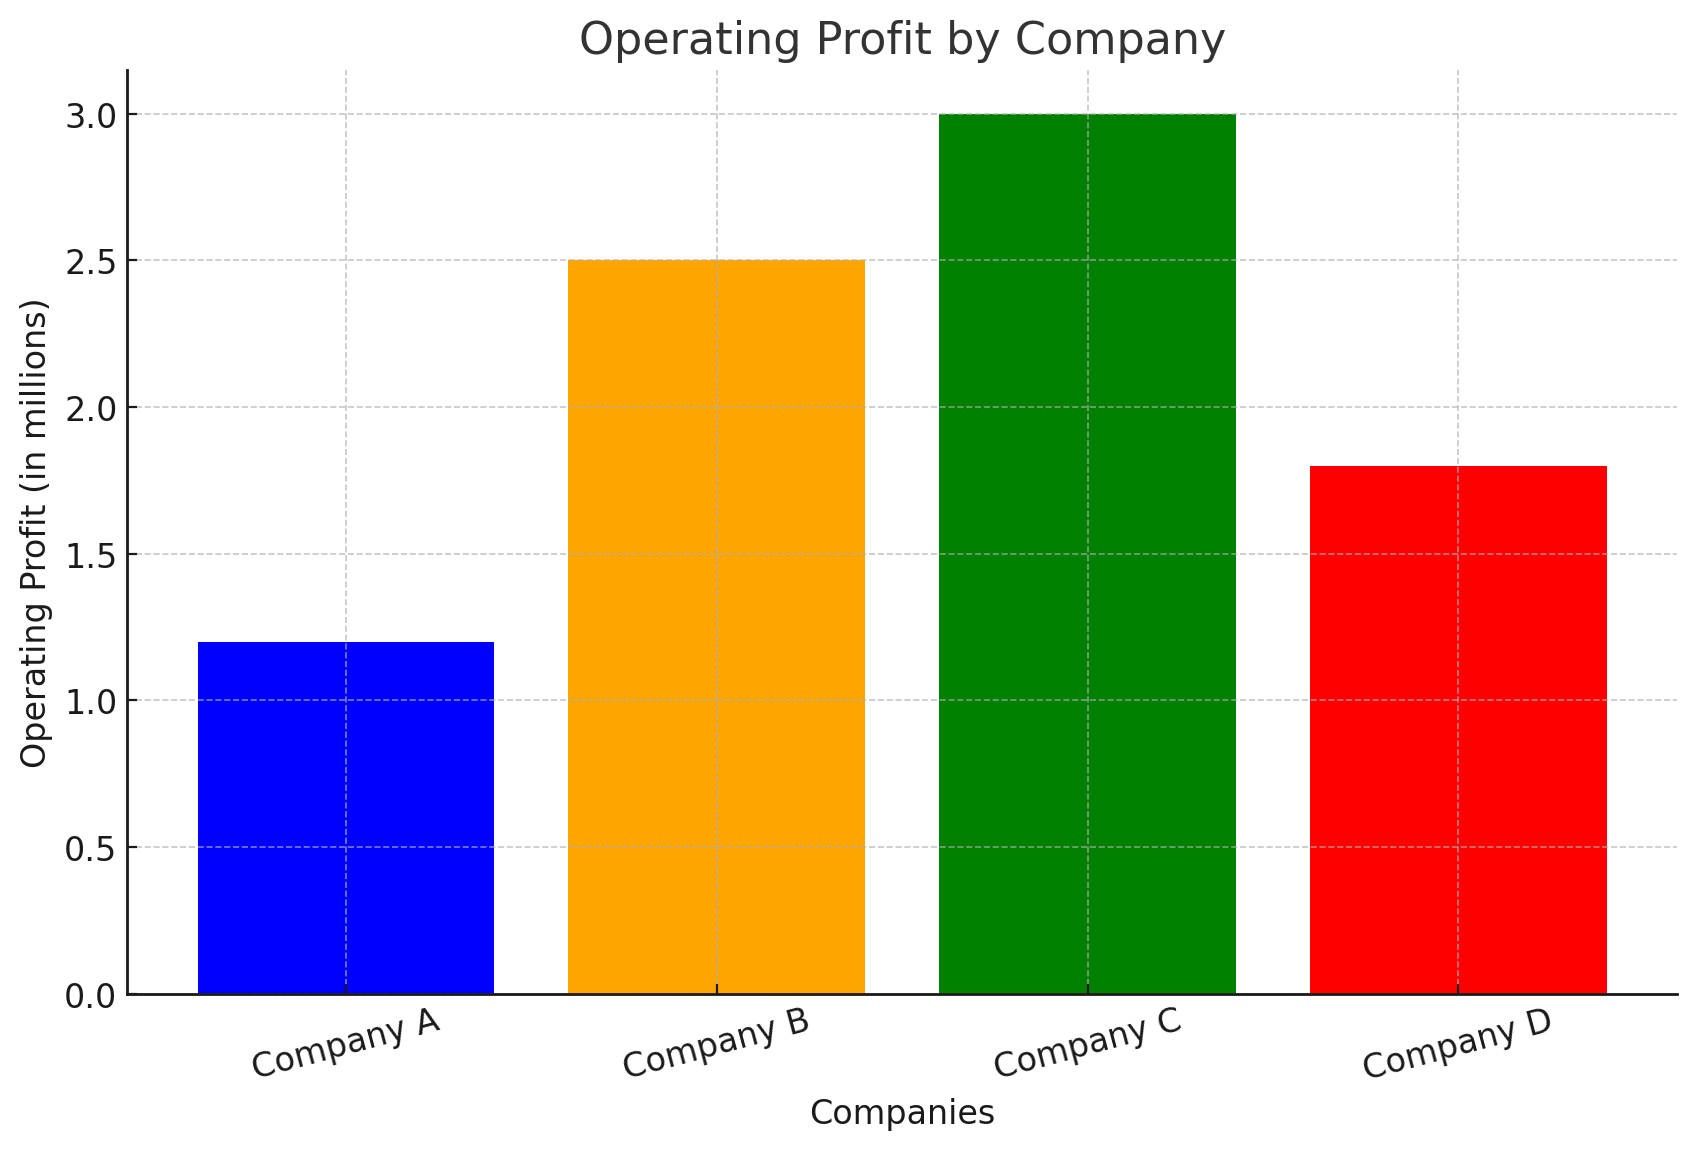 Operating Profit by Company
Operating Profit (in millions)
3.0
2.5
2.0
1.5
1.0
0.5
0.0
Company A
Company B
Company C
Company D
Companies